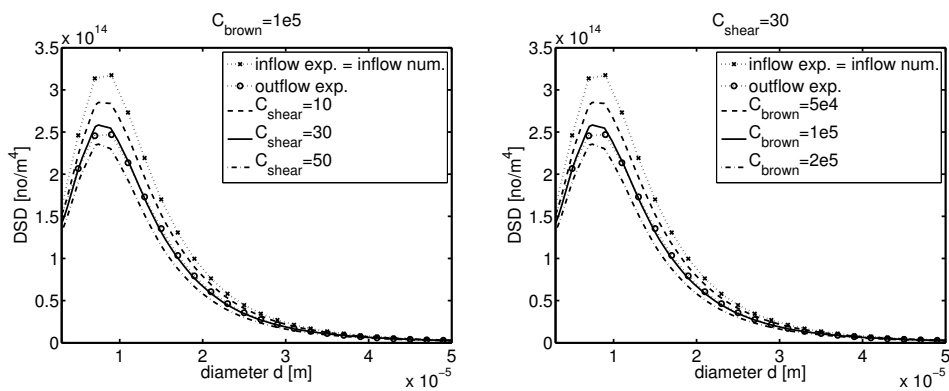 C_brown=1e5
x 10^14
3.5
3
2.5
2
1.5
1
0.5
0
DSD [no/m^4]
inflow exp. = inflow num.
outflow exp.
C_shear=10
C_shear=30
C_shear=50
1 2 3 4 5
diameter d [m]
x 10^-5
C_shear=30
x 10^14
3.5
3
2.5
2
1.5
1
0.5
0
DSD [no/m^4]
inflow exp. = inflow num.
outflow exp.
C_brown=5e4
C_brown=1e5
C_brown=2e5
1 2 3 4 5
diameter d [m]
x 10^-5